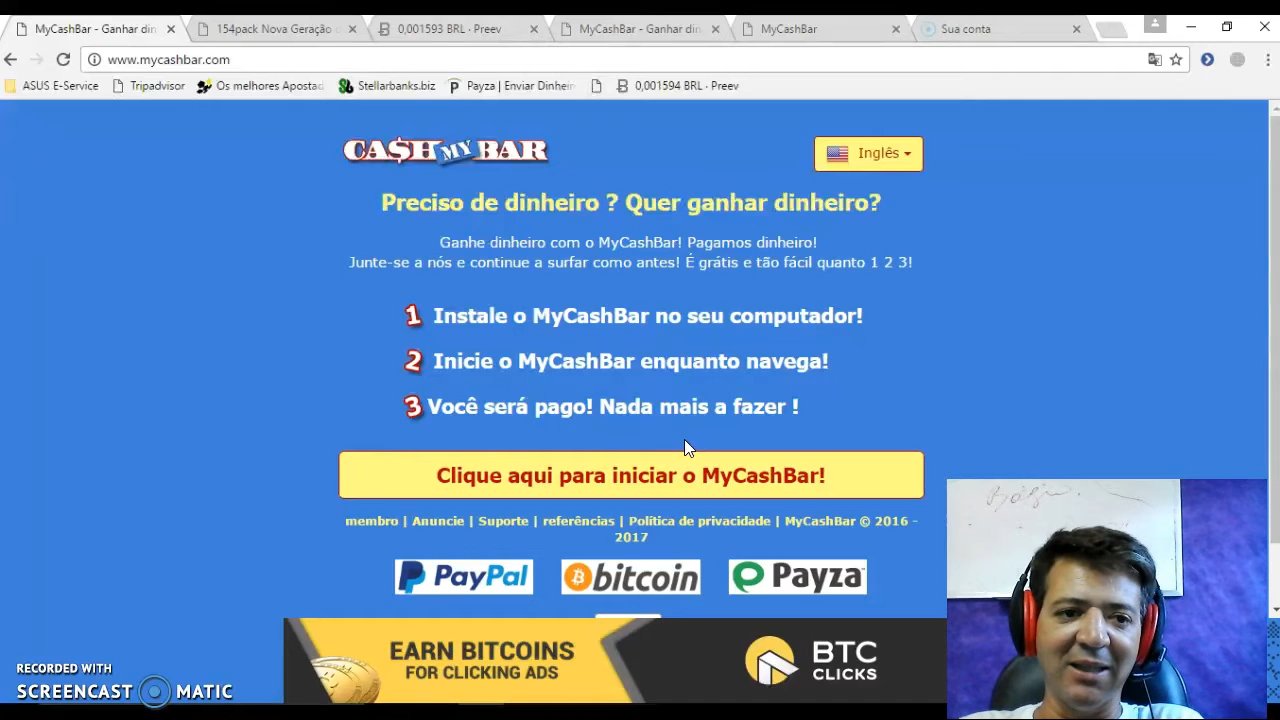 MyCashBar - Ganhar din
154pack Nova Geração
0,001593 BRL - Preev
MyCashBar - Ganhar din
MyCashBar
Sua conta
www.mycashbar.com
ASUS E-Service
Tripadvisor
Os melhores Apostad
Stellarbanks.biz
Payza | Enviar Dinhein
0,001594 BRL · Preev
CA$H MY BAR
Inglês
Preciso de dinheiro ? Quer ganhar dinheiro?
Ganhe dinheiro com o MyCashBar! Pagamos dinheiro!
Junte-se a nós e continue a surfar como antes! É grátis e tão fácil quanto 1 2 3!
1 Instale o MyCashBar no seu computador!
2 Inicie o MyCashBar enquanto navega!
3 Você será pago! Nada mais a fazer !
Clique aqui para iniciar o MyCashBar!
membro | Anuncie | Suporte | referências | Política de privacidade | MyCashBar © 2016 -
2017
PayPal
bitcoin
Payza
EARN BITCOINS
FOR CLICKING ADS
BTC
CLICKS
RECORDED WITH
SCREENCAST MATIC